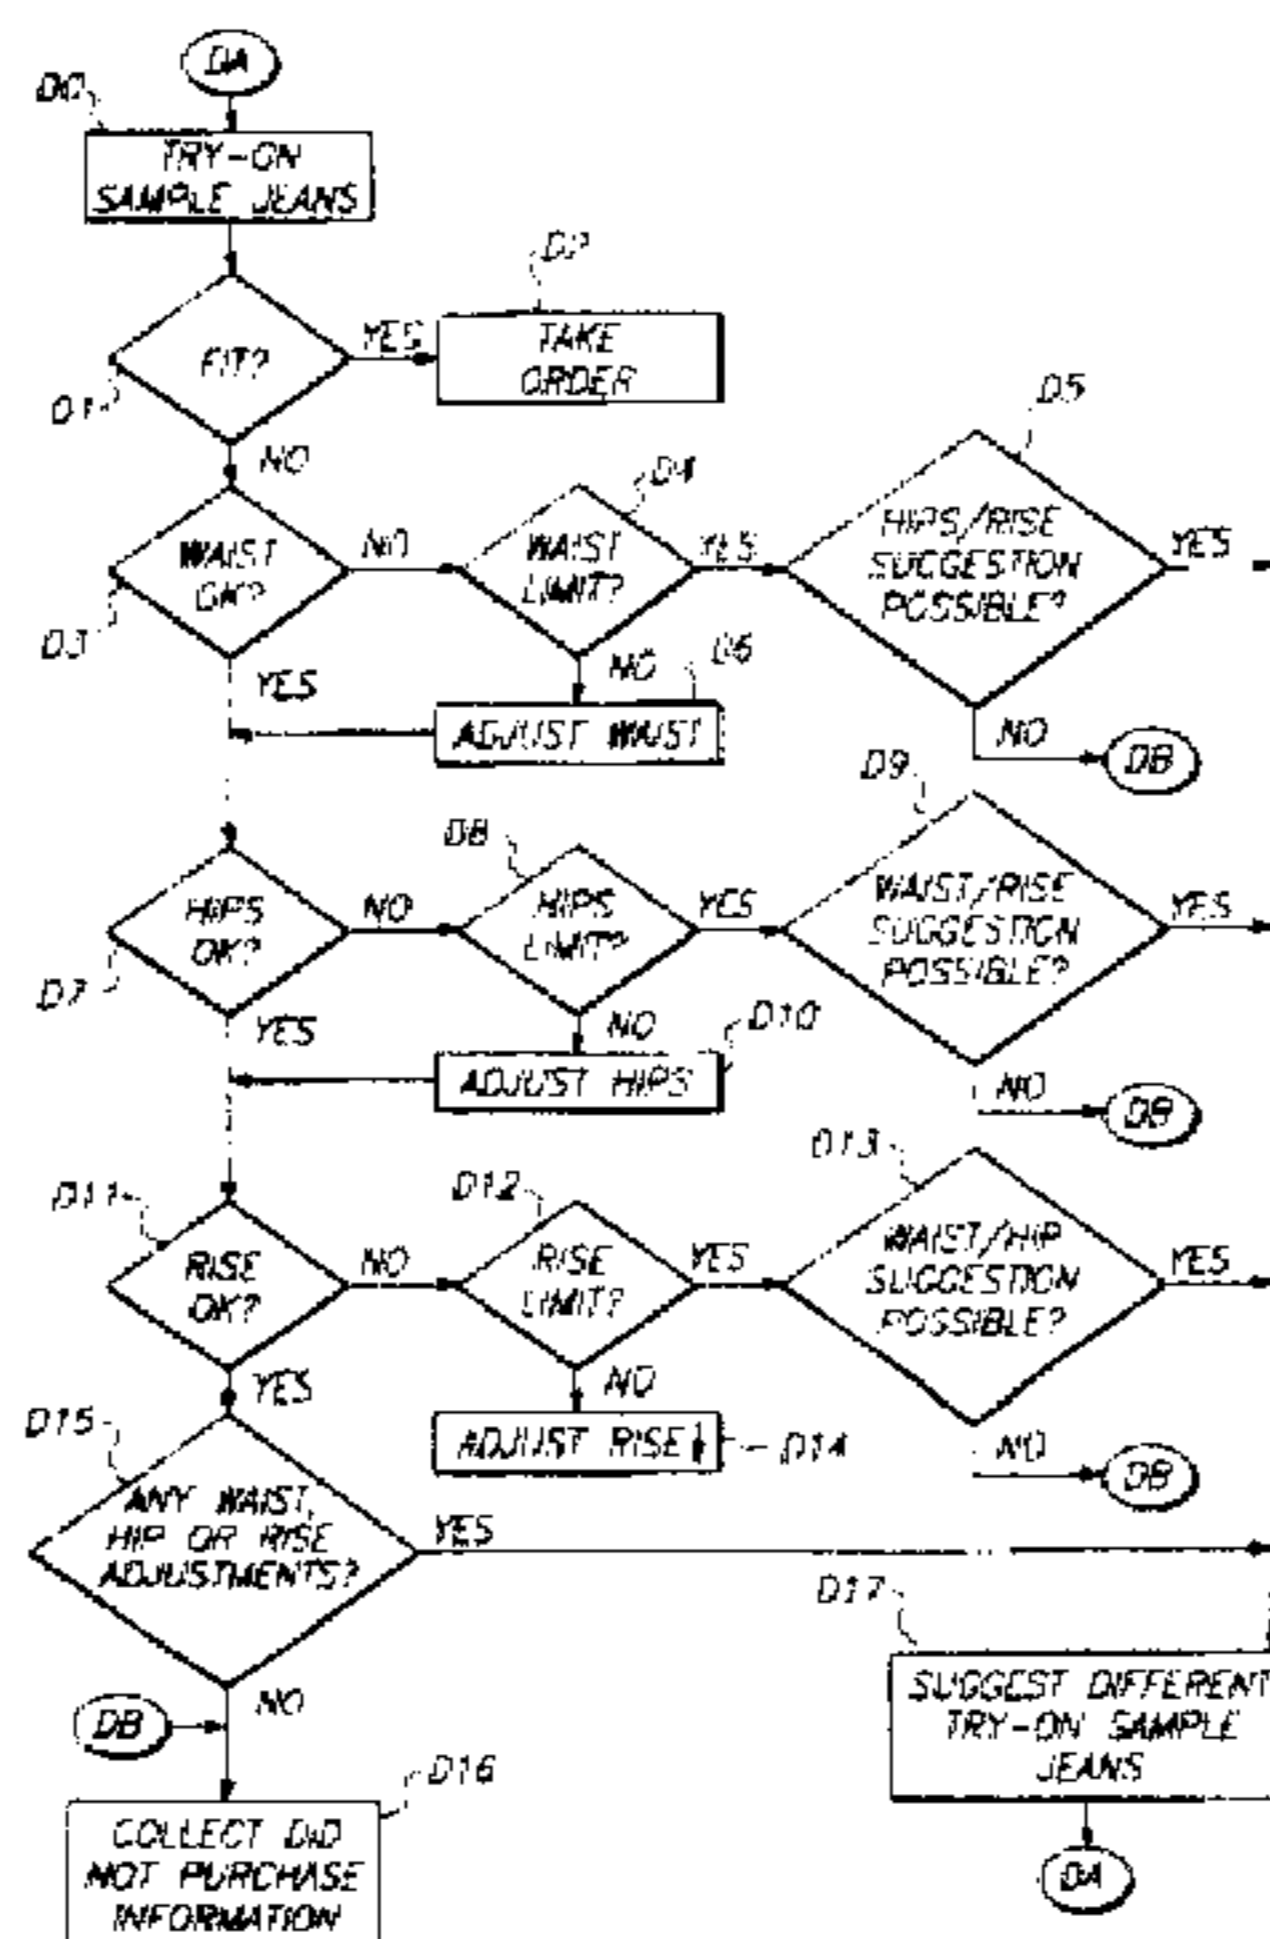 DA
D0
TRY-ON
SAMPLE JEANS
D2
FIT?
YES
TAKE
ORDER
D1
NO
D5
D4
WAIST
OK?
NO
WAIST
LIMIT?
YES
HIPS/RISE
SUGGESTION
POSSIBLE?
YES
D3
YES
NO
D6
ADJUST WAIST
NO
DB
D9
D8
HIPS
OK?
NO
HIPS
LIMIT?
YES
WAIST/RISE
SUGGESTION
POSSIBLE?
YES
D7
YES
NO
D10
ADJUST HIPS
NO
DB
D13
D11
D12
RISE
OK?
NO
RISE
LIMIT?
YES
WAIST/HIP
SUGGESTION
POSSIBLE?
YES
YES
NO
D15
ADJUST RISE
D14
NO
DB
ANY WAIST,
HIP OR RISE
ADJUSTMENTS?
YES
D17
NO
DB
SUGGEST DIFFERENT
TRY-ON SAMPLE
JEANS
D16
COLLECT DID
NOT PURCHASE
INFORMATION
DA